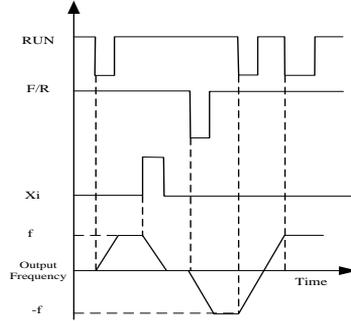 RUN
F/R
Xi
f
Output
Frequency
Time
-f